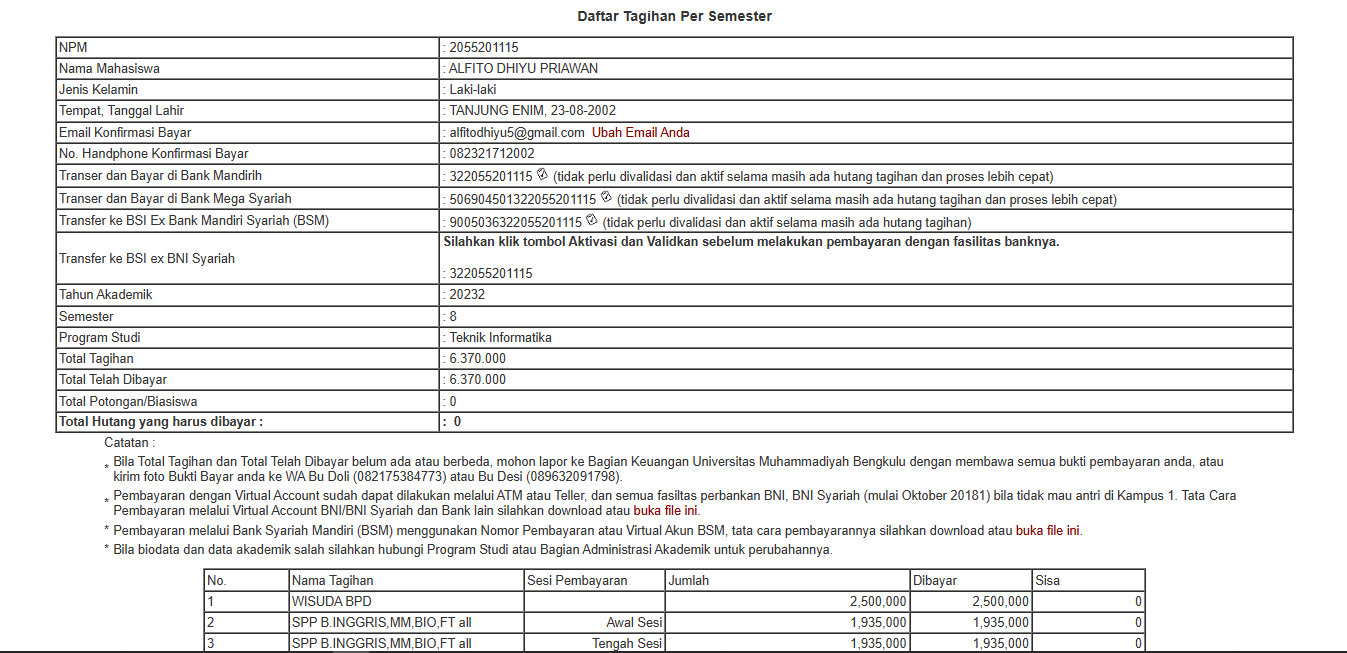 Daftar Tagihan Per Semester
NPM : 2055201115
Nama Mahasiswa : ALFITO DHIYU PRIAWAN
Jenis Kelamin : Laki-laki
Tempat, Tanggal Lahir : TANJUNG ENIM, 23-08-2002
Email Konfirmasi Bayar : alfitodhiyu5@gmail.com Ubah Email Anda
No. Handphone Konfirmasi Bayar : 082321712002
Transer dan Bayar di Bank Mandirih : 322055201115 (tidak perlu divalidasi dan aktif selama masih ada hutang tagihan dan proses lebih cepat)
Transer dan Bayar di Bank Mega Syariah : 506904501322055201115 (tidak perlu divalidasi dan aktif selama masih ada hutang tagihan dan proses lebih cepat)
Transfer ke BSI Ex Bank Mandiri Syariah (BSM) : 9005036322055201115 (tidak perlu divalidasi dan aktif selama masih ada hutang tagihan)
Silahkan klik tombol Aktivasi dan Validkan sebelum melakukan pembayaran dengan fasilitas banknya.
Transfer ke BSI ex BNI Syariah
: 322055201115
Tahun Akademik : 20232
Semester : 8
Program Studi : Teknik Informatika
Total Tagihan : 6.370.000
Total Telah Dibayar : 6.370.000
Total Potongan/Biasiswa : 0
Total Hutang yang harus dibayar : : 0
Catatan :
* Bila Total Tagihan dan Total Telah Dibayar belum ada atau berbeda, mohon lapor ke Bagian Keuangan Universitas Muhammadiyah Bengkulu dengan membawa semua bukti pembayaran anda, atau
kirim foto Bukti Bayar anda ke WA Bu Doli (082175384773) atau Bu Desi (089632091798).
* Pembayaran dengan Virtual Account sudah dapat dilakukan melalui ATM atau Teller, dan semua fasiltas perbankan BNI, BNI Syariah (mulai Oktober 20181) bila tidak mau antri di Kampus 1. Tata Cara
Pembayaran melalui Virtual Account BNI/BNI Syariah dan Bank lain silahkan download atau buka file ini.
* Pembayaran melalui Bank Syariah Mandiri (BSM) menggunakan Nomor Pembayaran atau Virtual Akun BSM, tata cara pembayarannya silahkan download atau buka file ini.
* Bila biodata dan data akademik salah silahkan hubungi Program Studi atau Bagian Administrasi Akademik untuk perubahannya.
No. Nama Tagihan Sesi Pembayaran Jumlah Dibayar Sisa
1 WISUDA BPD 2,500,000 2,500,000 0
2 SPP B.INGGRIS,MM,BIO,FT all Awal Sesi 1,935,000 1,935,000 0
3 SPP B.INGGRIS,MM,BIO,FT all Tengah Sesi 1,935,000 1,935,000 0